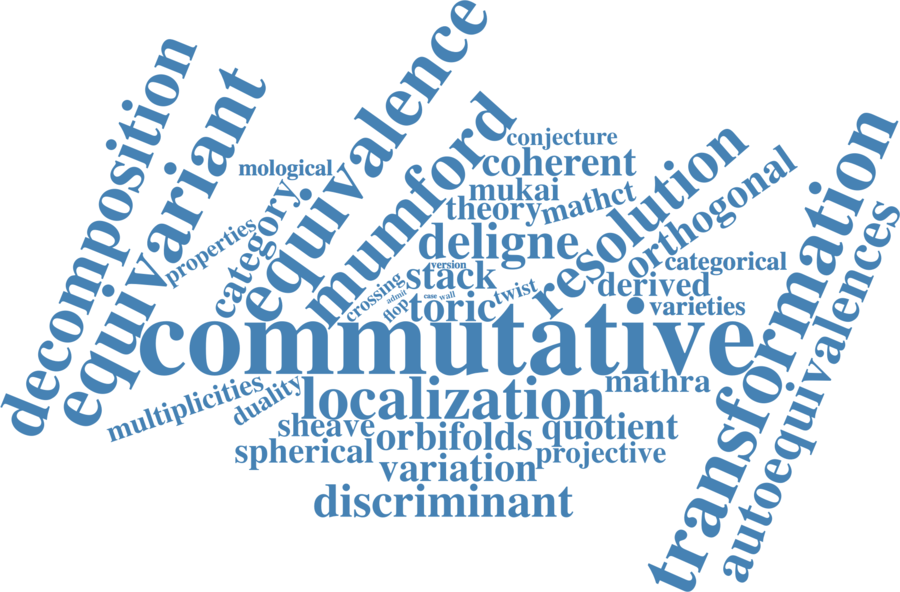 decomposition
equivariant
equivalence
mumford
conjecture
coherent
mological
mukai
theory
mathct
resolution
orthogonal
transformation
autoequivalences
properties
category
deligne
version
stack
categorical
derived
varieties
crossing
admit
flop
case
wall
toric
twist
commutative
multiplicities
duality
localization
mathra
sheave
orbifolds
quotient
spherical
variation
projective
discriminant